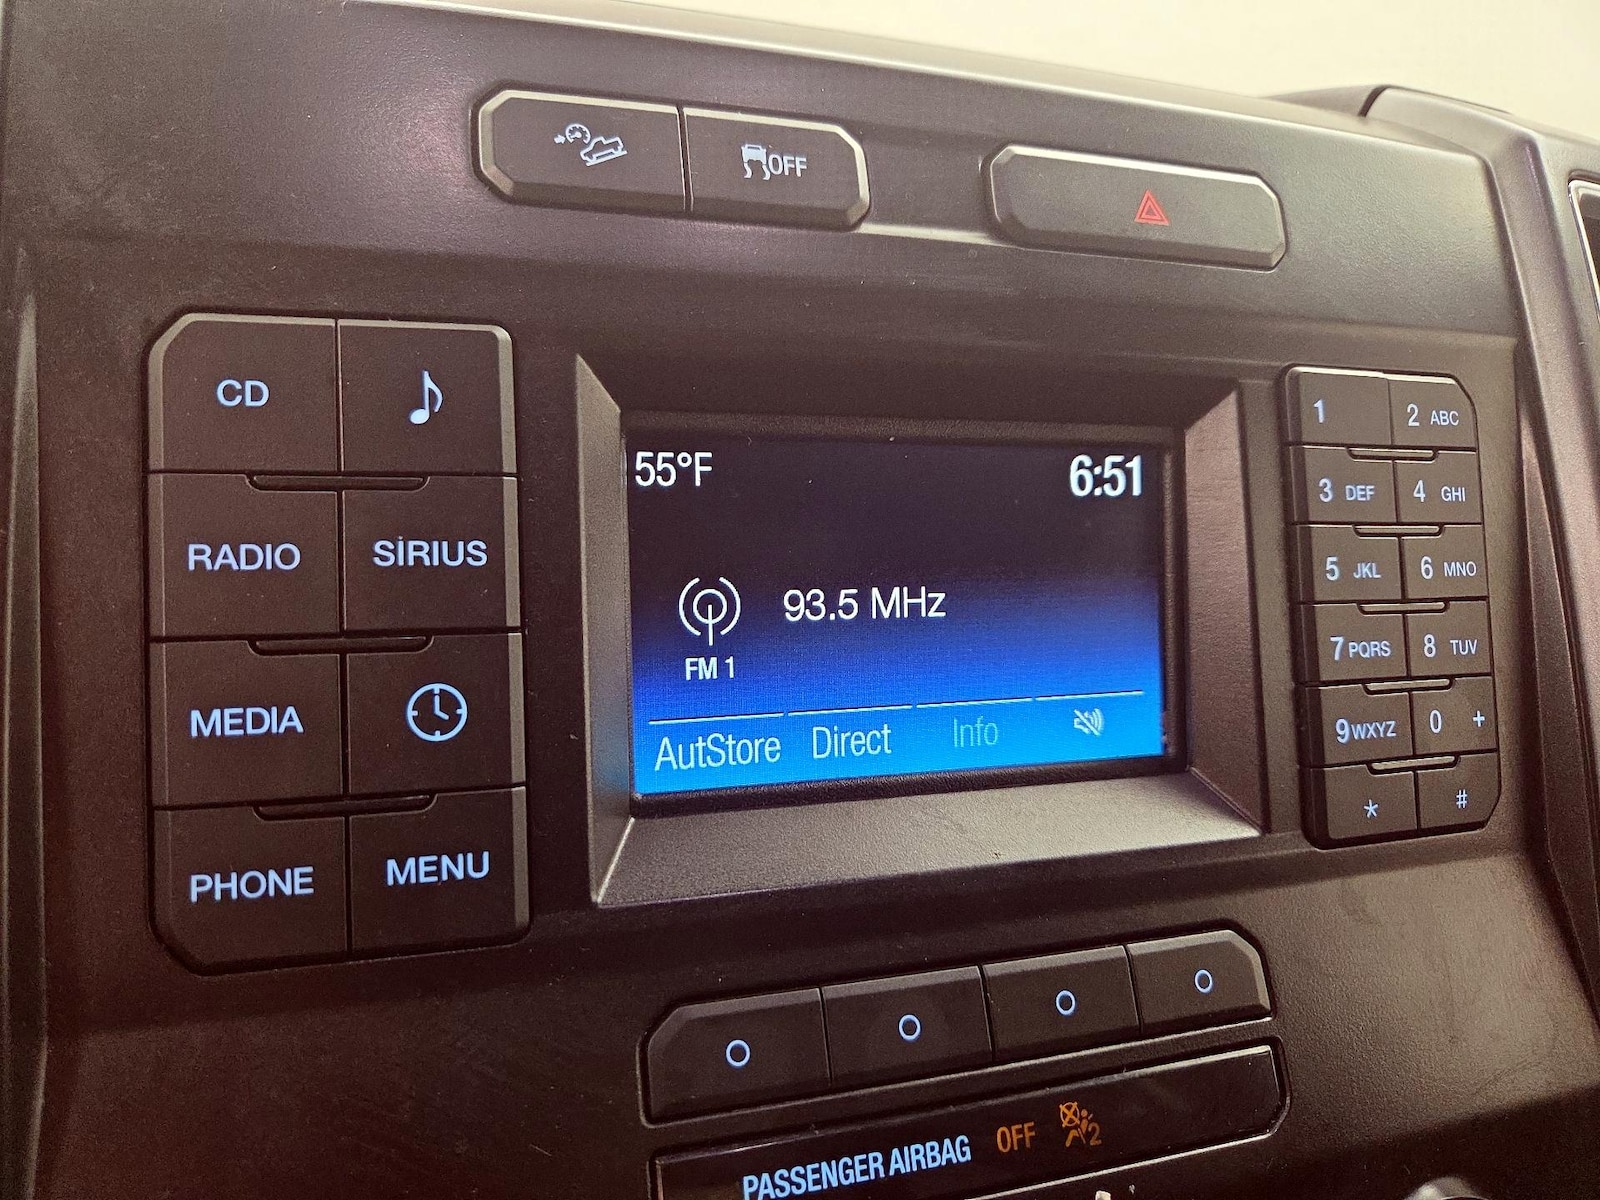 OFF
CD
RADIO SIRIUS
MEDIA
PHONE MENU
55°F 6:51
93.5 MHz
FM 1
AutStore Direct Info
1 2 ABC
3 DEF 4 GHI
5 JKL 6 MNO
7 PQRS 8 TUV
9 WXYZ 0 +
* #
PASSENGER AIRBAG OFF 2